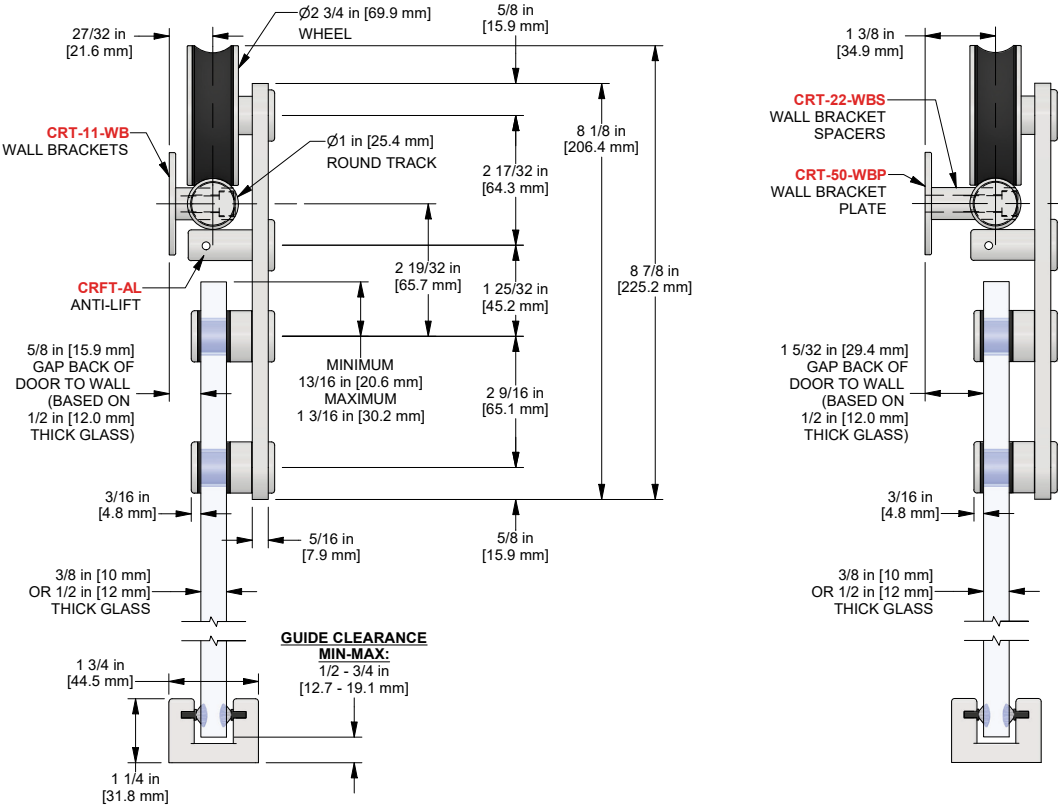 27/32 in
[21.6 mm]
Ø2 3/4 in [69.9 mm]
WHEEL
5/8 in
[15.9 mm]
CRT-11-WB
WALL BRACKETS
Ø1 in [25.4 mm]
ROUND TRACK
8 1/8 in
[206.4 mm]
2 17/32 in
[64.3 mm]
2 19/32 in
[65.7 mm]
8 7/8 in
[225.2 mm]
CRFT-AL
ANTI-LIFT
1 25/32 in
[45.2 mm]
5/8 in [15.9 mm]
GAP BACK OF
DOOR TO WALL
(BASED ON
1/2 in [12.0 mm]
THICK GLASS)
MINIMUM
13/16 in [20.6 mm]
MAXIMUM
1 3/16 in [30.2 mm]
2 9/16 in
[65.1 mm]
3/16 in
[4.8 mm]
5/16 in
[7.9 mm]
5/8 in
[15.9 mm]
3/8 in [10 mm]
OR 1/2 in [12 mm]
THICK GLASS
GUIDE CLEARANCE
MIN-MAX:
1/2 - 3/4 in
[12.7 - 19.1 mm]
1 3/4 in
[44.5 mm]
1 1/4 in
[31.8 mm]
1 3/8 in
[34.9 mm]
CRT-22-WBS
WALL BRACKET
SPACERS
CRT-50-WBP
WALL BRACKET
PLATE
1 5/32 in [29.4 mm]
GAP BACK OF
DOOR TO WALL
(BASED ON
1/2 in [12.0 mm]
THICK GLASS)
3/16 in
[4.8 mm]
3/8 in [10 mm]
OR 1/2 in [12 mm]
THICK GLASS